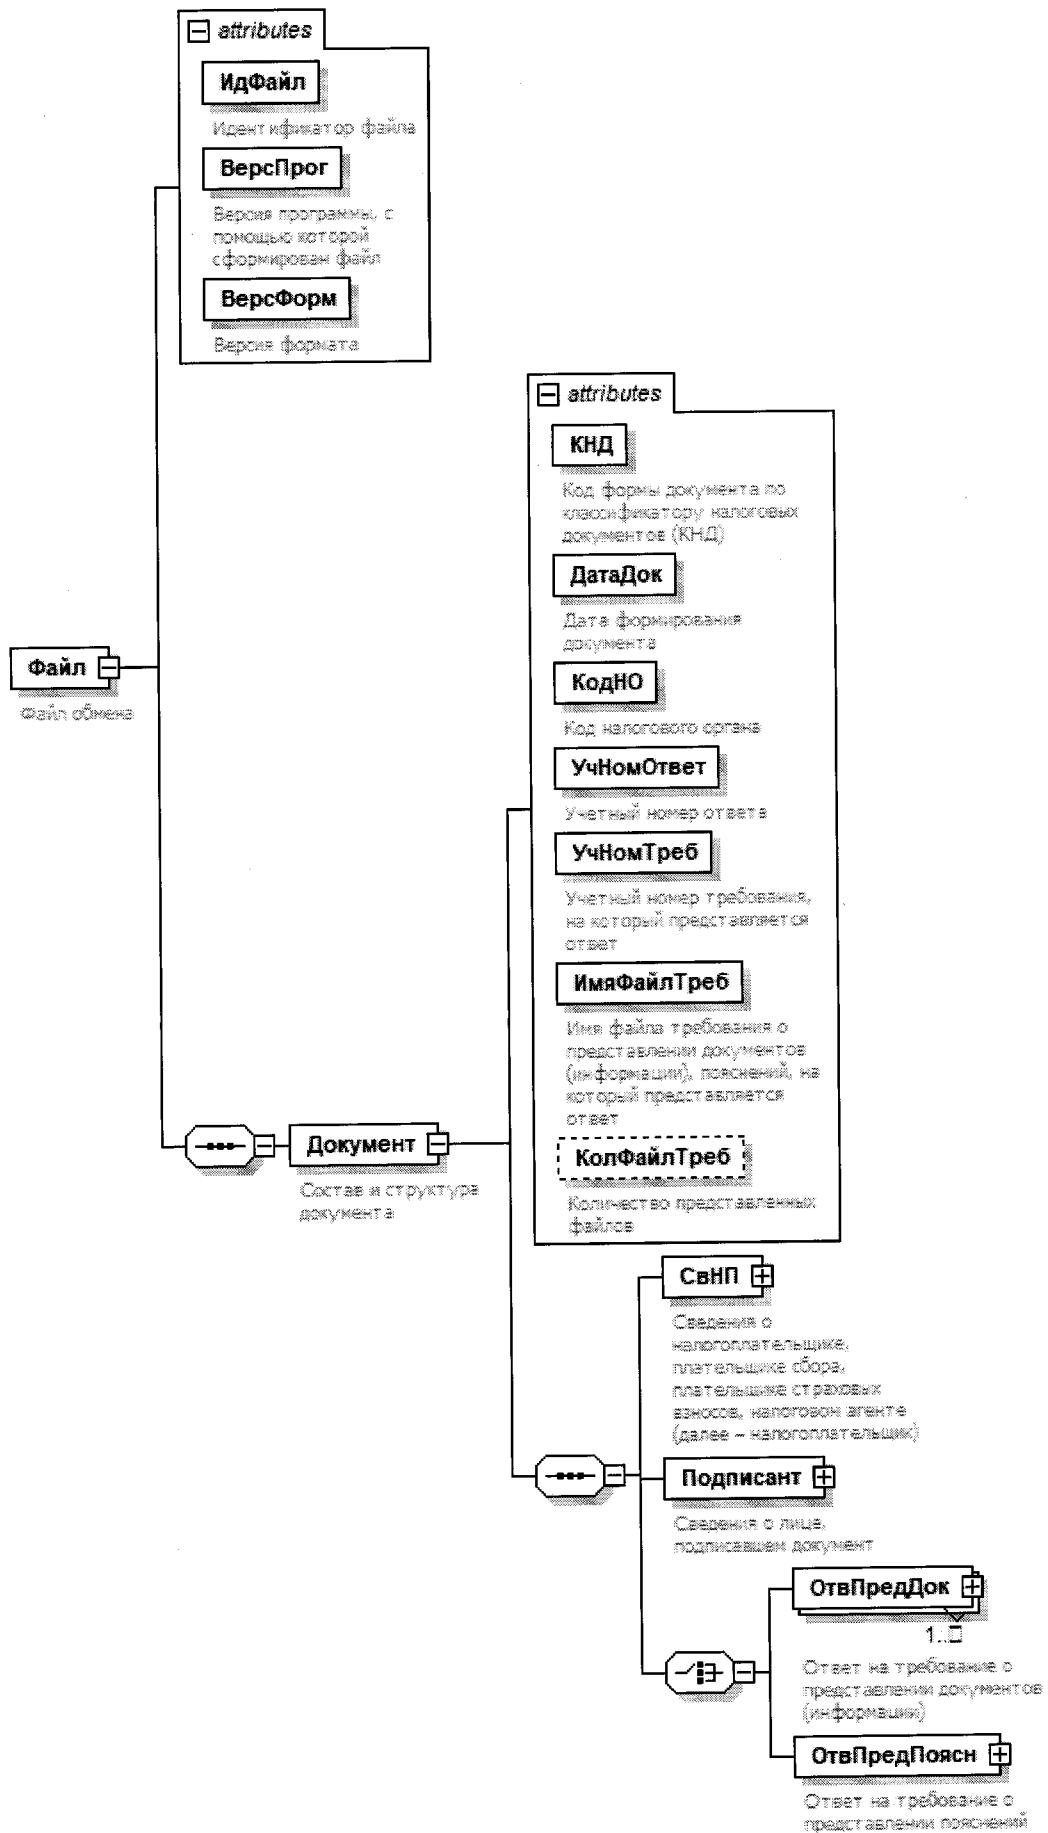 attributes
ИдФайл
Идентификатор файла
ВерсПрог
Версия программы, с
помощью которой
сформирован файл
ВерсФорм
Версия формата
Файл
Файл обмена
attributes
КНД
Код формы документа по
классификатору налоговых
документов (КНД)
ДатаДок
Дата формирования
документа
КодНО
Код налогового органа
УчНомОтвет
Учетный номер ответа
УчНомТреб
Учетный номер требования,
на который представляется
ответ
ИмяФайлТреб
Имя файла требования о
представлении документов
(информации), пояснений, на
который представляется
ответ
КолФайлТреб
Количество представленных
файлов
Документ
Состав и структура
документа
СвНП
Сведения о
налогоплательщике,
плательщике сбора,
плательщике страховых
взносов, налоговом агенте
(далее – налогоплательщик)
Подписант
Сведения о лице,
подписавшем документ
ОтвПредДок
1..□
Ответ на требование о
представлении документов
(информации)
ОтвПредПоясн
Ответ на требование о
представлении пояснений